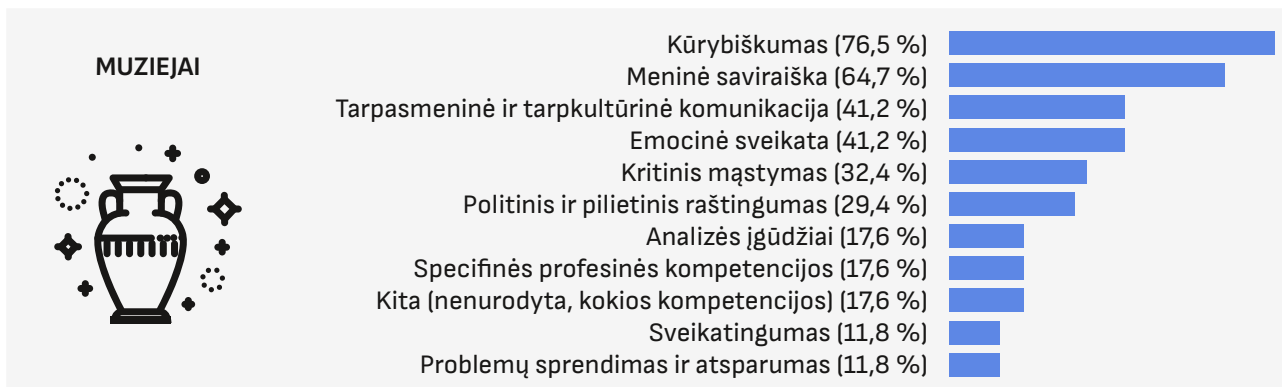 MUZIEJAI
Kūrybiškumas (76,5 %)
Meninė saviraiška (64,7 %)
Tarpasmeninė ir tarpkultūrinė komunikacija (41,2 %)
Emocinė sveikata (41,2 %)
Kritinis mąstymas (32,4 %)
Politinis ir pilietinis raštingumas (29,4 %)
Analizės įgūdžiai (17,6 %)
Specifinės profesinės kompetencijos (17,6 %)
Kita (nenurodyta, kokios kompetencijos) (17,6 %)
Sveikatingumas (11,8 %)
Problemų sprendimas ir atsparumas (11,8 %)